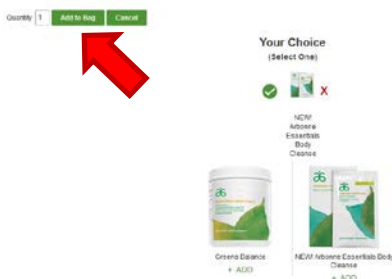 Quantity 1 Add to Bag Cancel
Your Choice
(Select One)
X
NEW!
Arbonne
Essentials
Body
Cleanse
Greens Balance
NEW! Arbonne Essentials Body
Cleanse
+ ADD
+ ADD